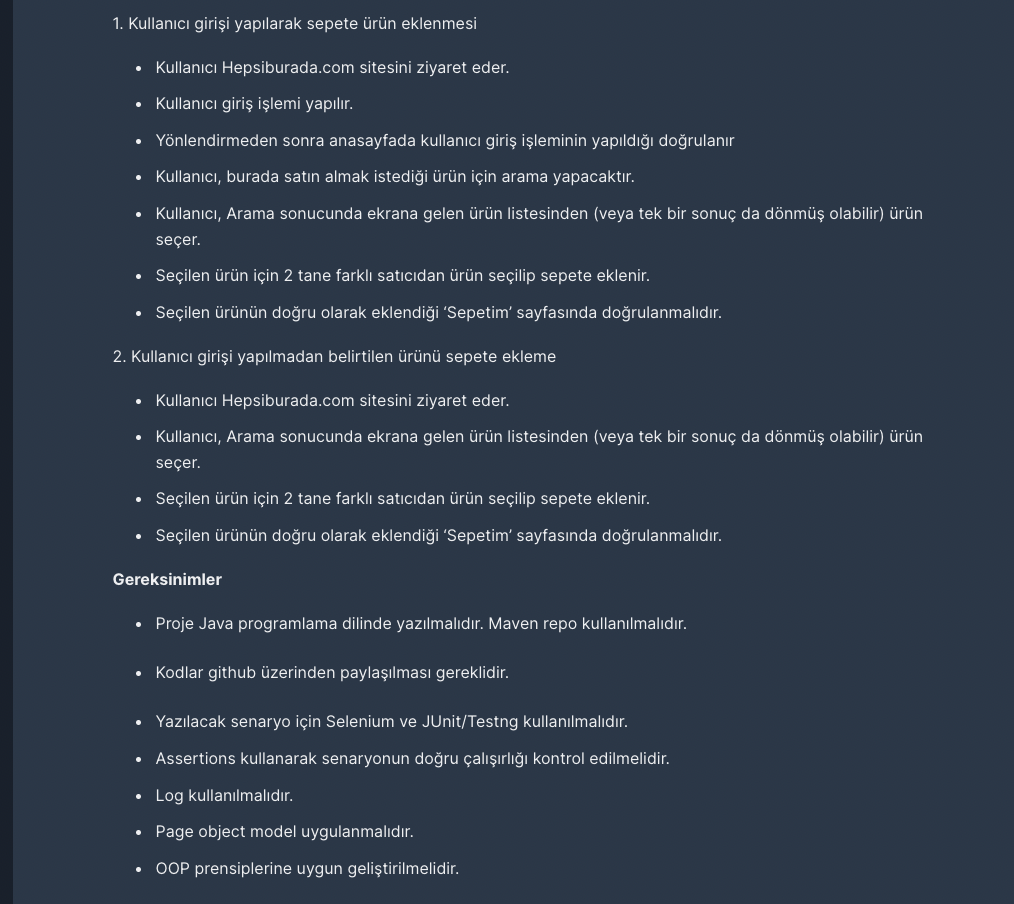 1. Kullanıcı girişi yapılarak sepete ürün eklenmesi
• Kullanıcı Hepsiburada.com sitesini ziyaret eder.
• Kullanıcı giriş işlemi yapılır.
• Yönlendirmeden sonra anasayfada kullanıcı giriş işleminin yapıldığı doğrulanır
• Kullanıcı, burada satın almak istediği ürün için arama yapacaktır.
• Kullanıcı, Arama sonucunda ekrana gelen ürün listesinden (veya tek bir sonuç da dönmüş olabilir) ürün
seçer.
• Seçilen ürün için 2 tane farklı satıcıdan ürün seçilip sepete eklenir.
• Seçilen ürünün doğru olarak eklendiği ‘Sepetim’ sayfasında doğrulanmalıdır.
2. Kullanıcı girişi yapılmadan belirtilen ürünü sepete ekleme
• Kullanıcı Hepsiburada.com sitesini ziyaret eder.
• Kullanıcı, Arama sonucunda ekrana gelen ürün listesinden (veya tek bir sonuç da dönmüş olabilir) ürün
seçer.
• Seçilen ürün için 2 tane farklı satıcıdan ürün seçilip sepete eklenir.
• Seçilen ürünün doğru olarak eklendiği ‘Sepetim’ sayfasında doğrulanmalıdır.
Gereksinimler
• Proje Java programlama dilinde yazılmalıdır. Maven repo kullanılmalıdır.
• Kodlar github üzerinden paylaşılması gereklidir.
• Yazılacak senaryo için Selenium ve JUnit/Testng kullanılmalıdır.
• Assertions kullanarak senaryonun doğru çalışırlığı kontrol edilmelidir.
• Log kullanılmalıdır.
• Page object model uygulanmalıdır.
• OOP prensiplerine uygun geliştirilmelidir.